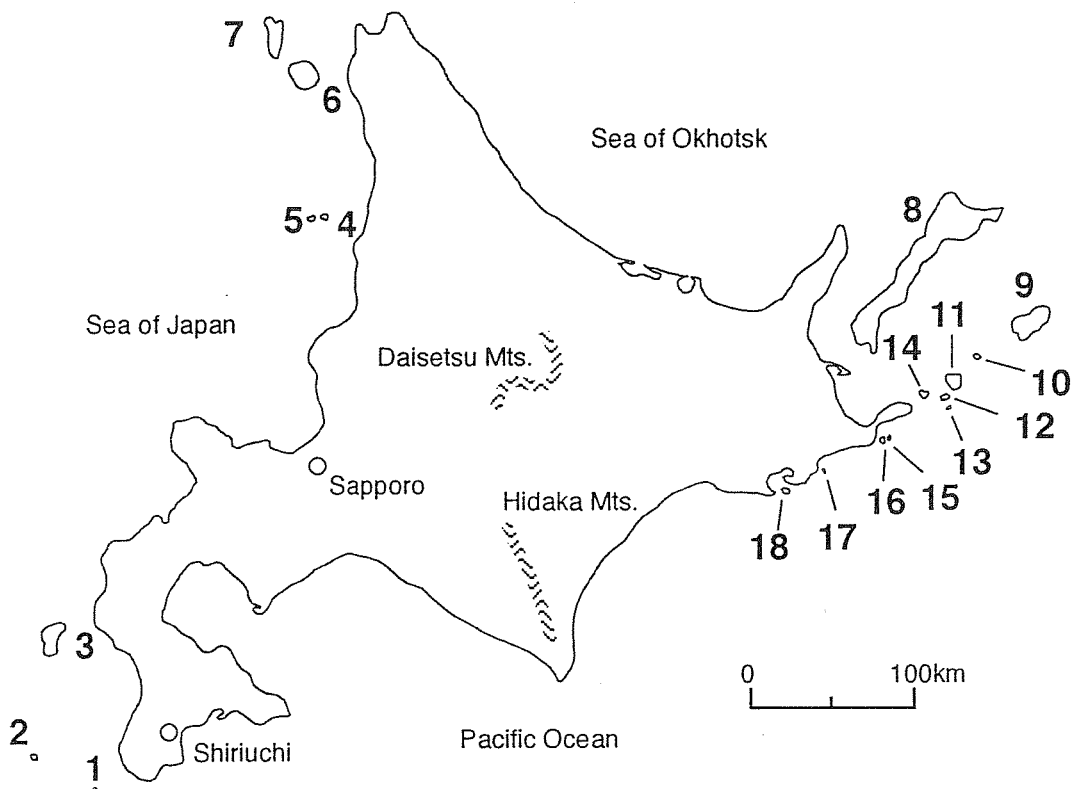 7
6
Sea of Okhotsk
5
4
8
9
Sea of Japan
11
Daisetsu Mts.
14
10
12
13
Sapporo
Hidaka Mts.
16
15
17
18
3
0
100km
2
Shiriuchi
Pacific Ocean
1